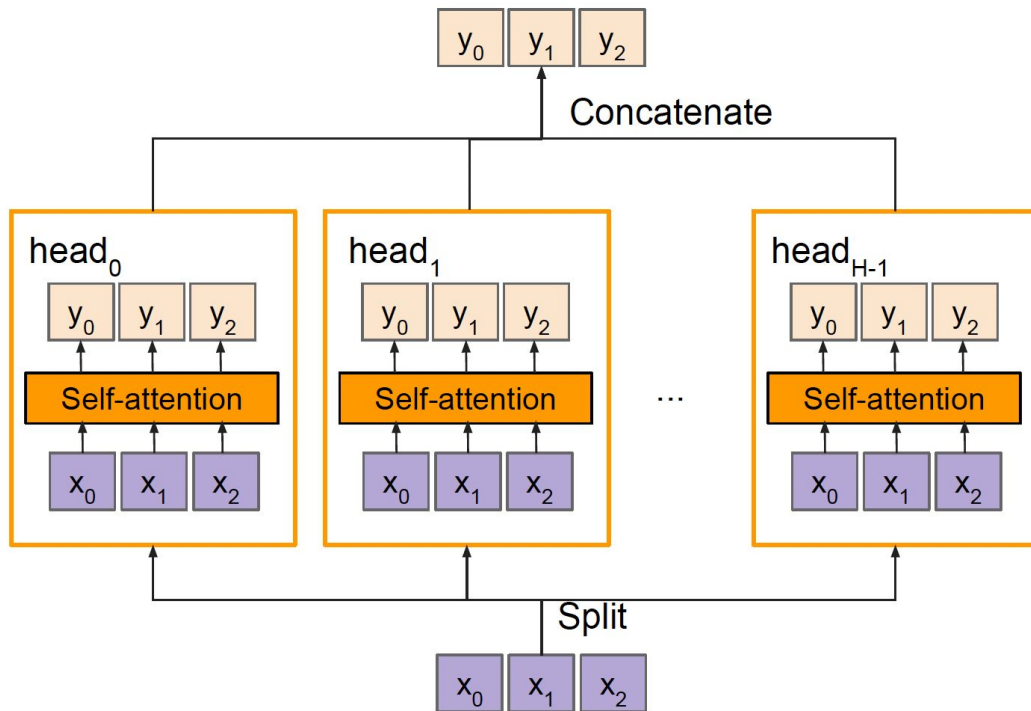 y0 y1 y2
Concatenate
head0 head1 headH-1
y0 y1 y2 y0 y1 y2 y0 y1 y2
Self-attention Self-attention ... Self-attention
x0 x1 x2 x0 x1 x2 x0 x1 x2
Split
x0 x1 x2